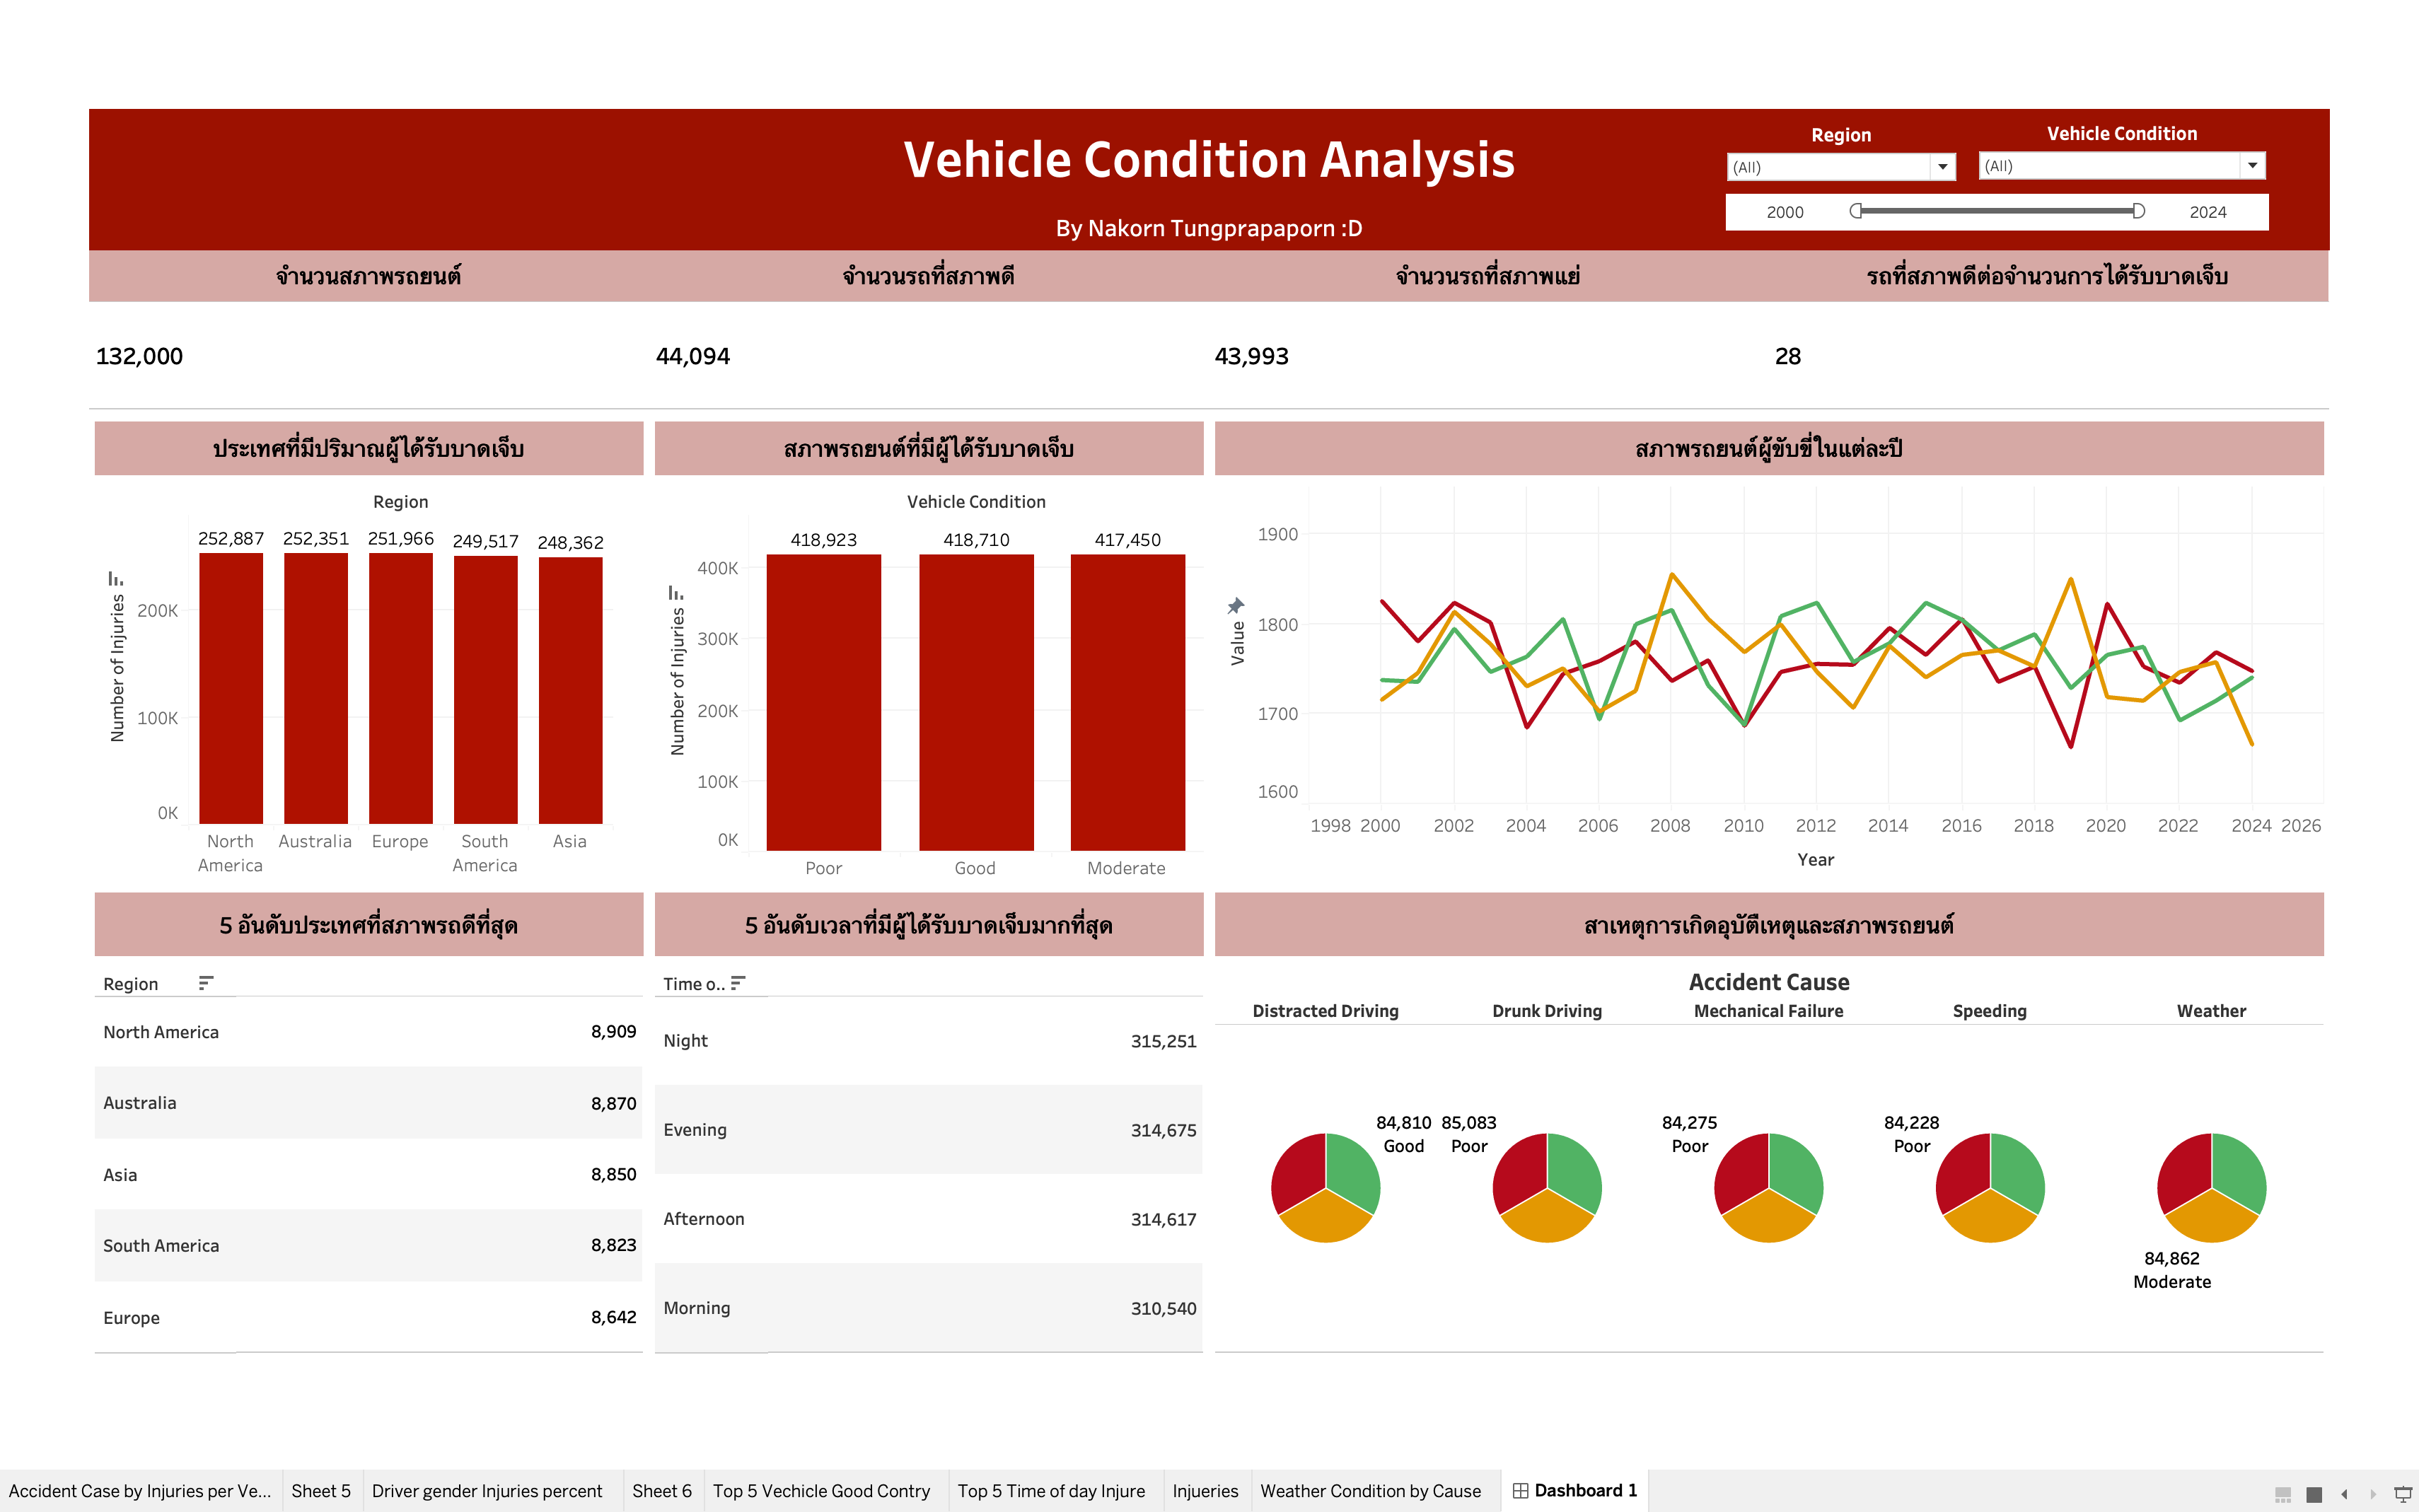 Vehicle Condition Analysis
By Nakorn Tungprapaporn :D
Region
Vehicle Condition
(All)
(All)
2000
2024
จำนวนสภาพรถยนต์
จำนวนรถที่สภาพดี
จำนวนรถที่สภาพแย่
รถที่สภาพดีต่อจำนวนการได้รับบาดเจ็บ
132,000
44,094
43,993
28
ประเทศที่มีปริมาณผู้ได้รับบาดเจ็บ
Region
252,887 252,351 251,966 249,517 248,362
Number of Injuries
200K
100K
0K
North America
Australia
Europe
South America
Asia
สภาพรถยนต์ที่มีผู้ได้รับบาดเจ็บ
Vehicle Condition
418,923 418,710 417,450
Number of Injuries
400K
300K
200K
100K
0K
Poor Good Moderate
สภาพรถยนต์ผู้ขับขี่ในแต่ละปี
Value
1900
1800
1700
1600
1998 2000 2002 2004 2006 2008 2010 2012 2014 2016 2018 2020 2022 2024 2026
Year
5 อันดับประเทศที่สภาพรถดีที่สุด
Region
North America 8,909
Australia 8,870
Asia 8,850
South America 8,823
Europe 8,642
5 อันดับเวลาที่มีผู้ได้รับบาดเจ็บมากที่สุด
Time o..
Night 315,251
Evening 314,675
Afternoon 314,617
Morning 310,540
สาเหตุการเกิดอุบัตืเหตุและสภาพรถยนต์
Accident Cause
Distracted Driving Drunk Driving Mechanical Failure Speeding Weather
84,810
Good
85,083
Poor
84,275
Poor
84,228
Poor
84,862
Moderate
Accident Case by Injuries per Ve... Sheet 5 Driver gender Injuries percent Sheet 6 Top 5 Vechicle Good Contry Top 5 Time of day Injure Injueries Weather Condition by Cause Dashboard 1